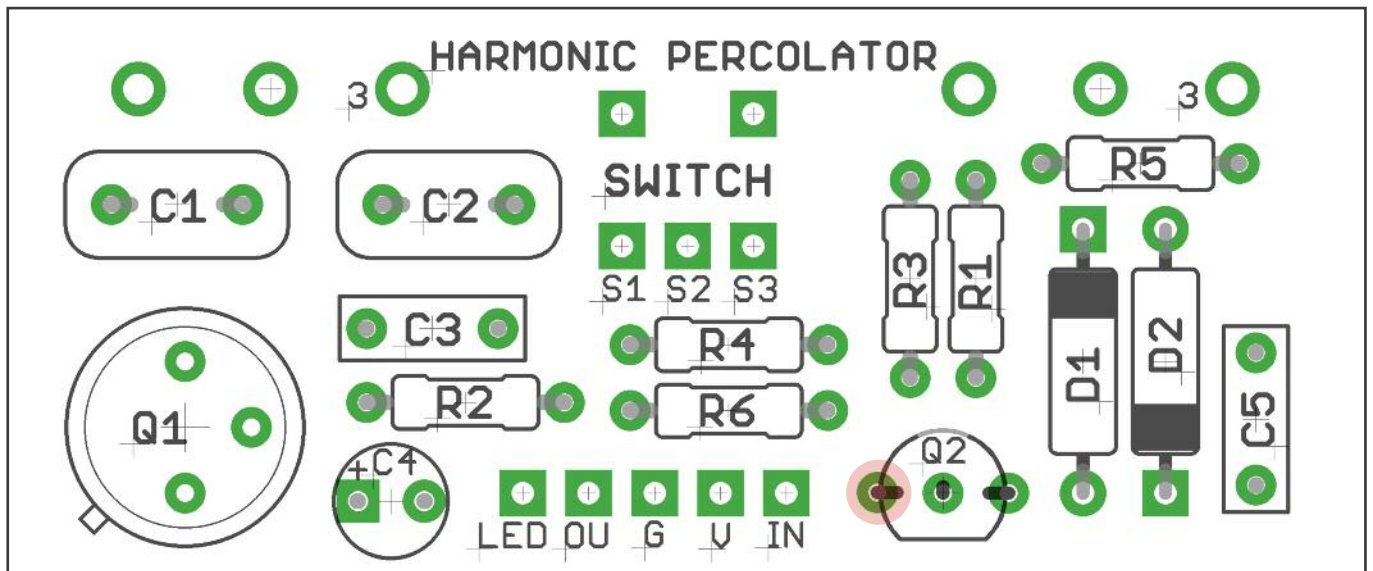 HARMONIC PERCOLATOR
3
3
R5
C1
C2
SWITCH
R3
R1
S1 S2 S3
C3
R4
D1
D2
R2
R6
C5
Q1
+C4
Q2
LED OU G V IN